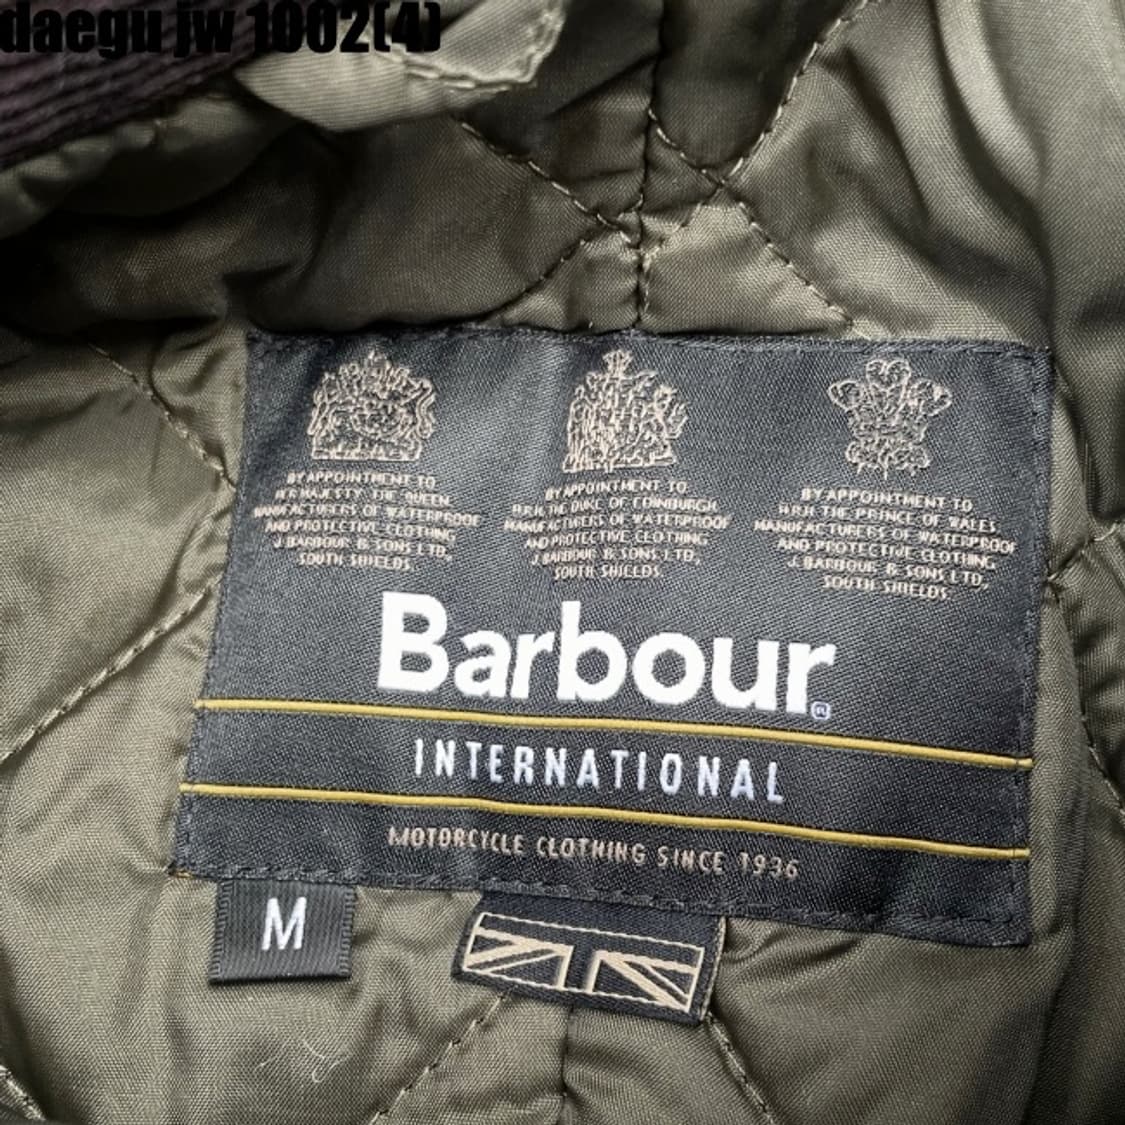 daegu jw 1002(4)
BY APPOINTMENT TO
HER MAJESTY THE QUEEN
MANUFACTURERS OF WATERPROOF
AND PROTECTIVE CLOTHING
J. BARBOUR & SONS LTD.,
SOUTH SHIELDS.
BY APPOINTMENT TO
H.R.H. THE DUKE OF EDINBURGH
MANUFACTURERS OF WATERPROOF
AND PROTECTIVE CLOTHING
J. BARBOUR & SONS LTD.,
SOUTH SHIELDS.
BY APPOINTMENT TO
H.R.H. THE PRINCE OF WALES.
MANUFACTURERS OF WATERPROOF
AND PROTECTIVE CLOTHING
J. BARBOUR & SONS LTD.,
SOUTH SHIELDS.
Barbour®
INTERNATIONAL
MOTORCYCLE CLOTHING SINCE 1936
M